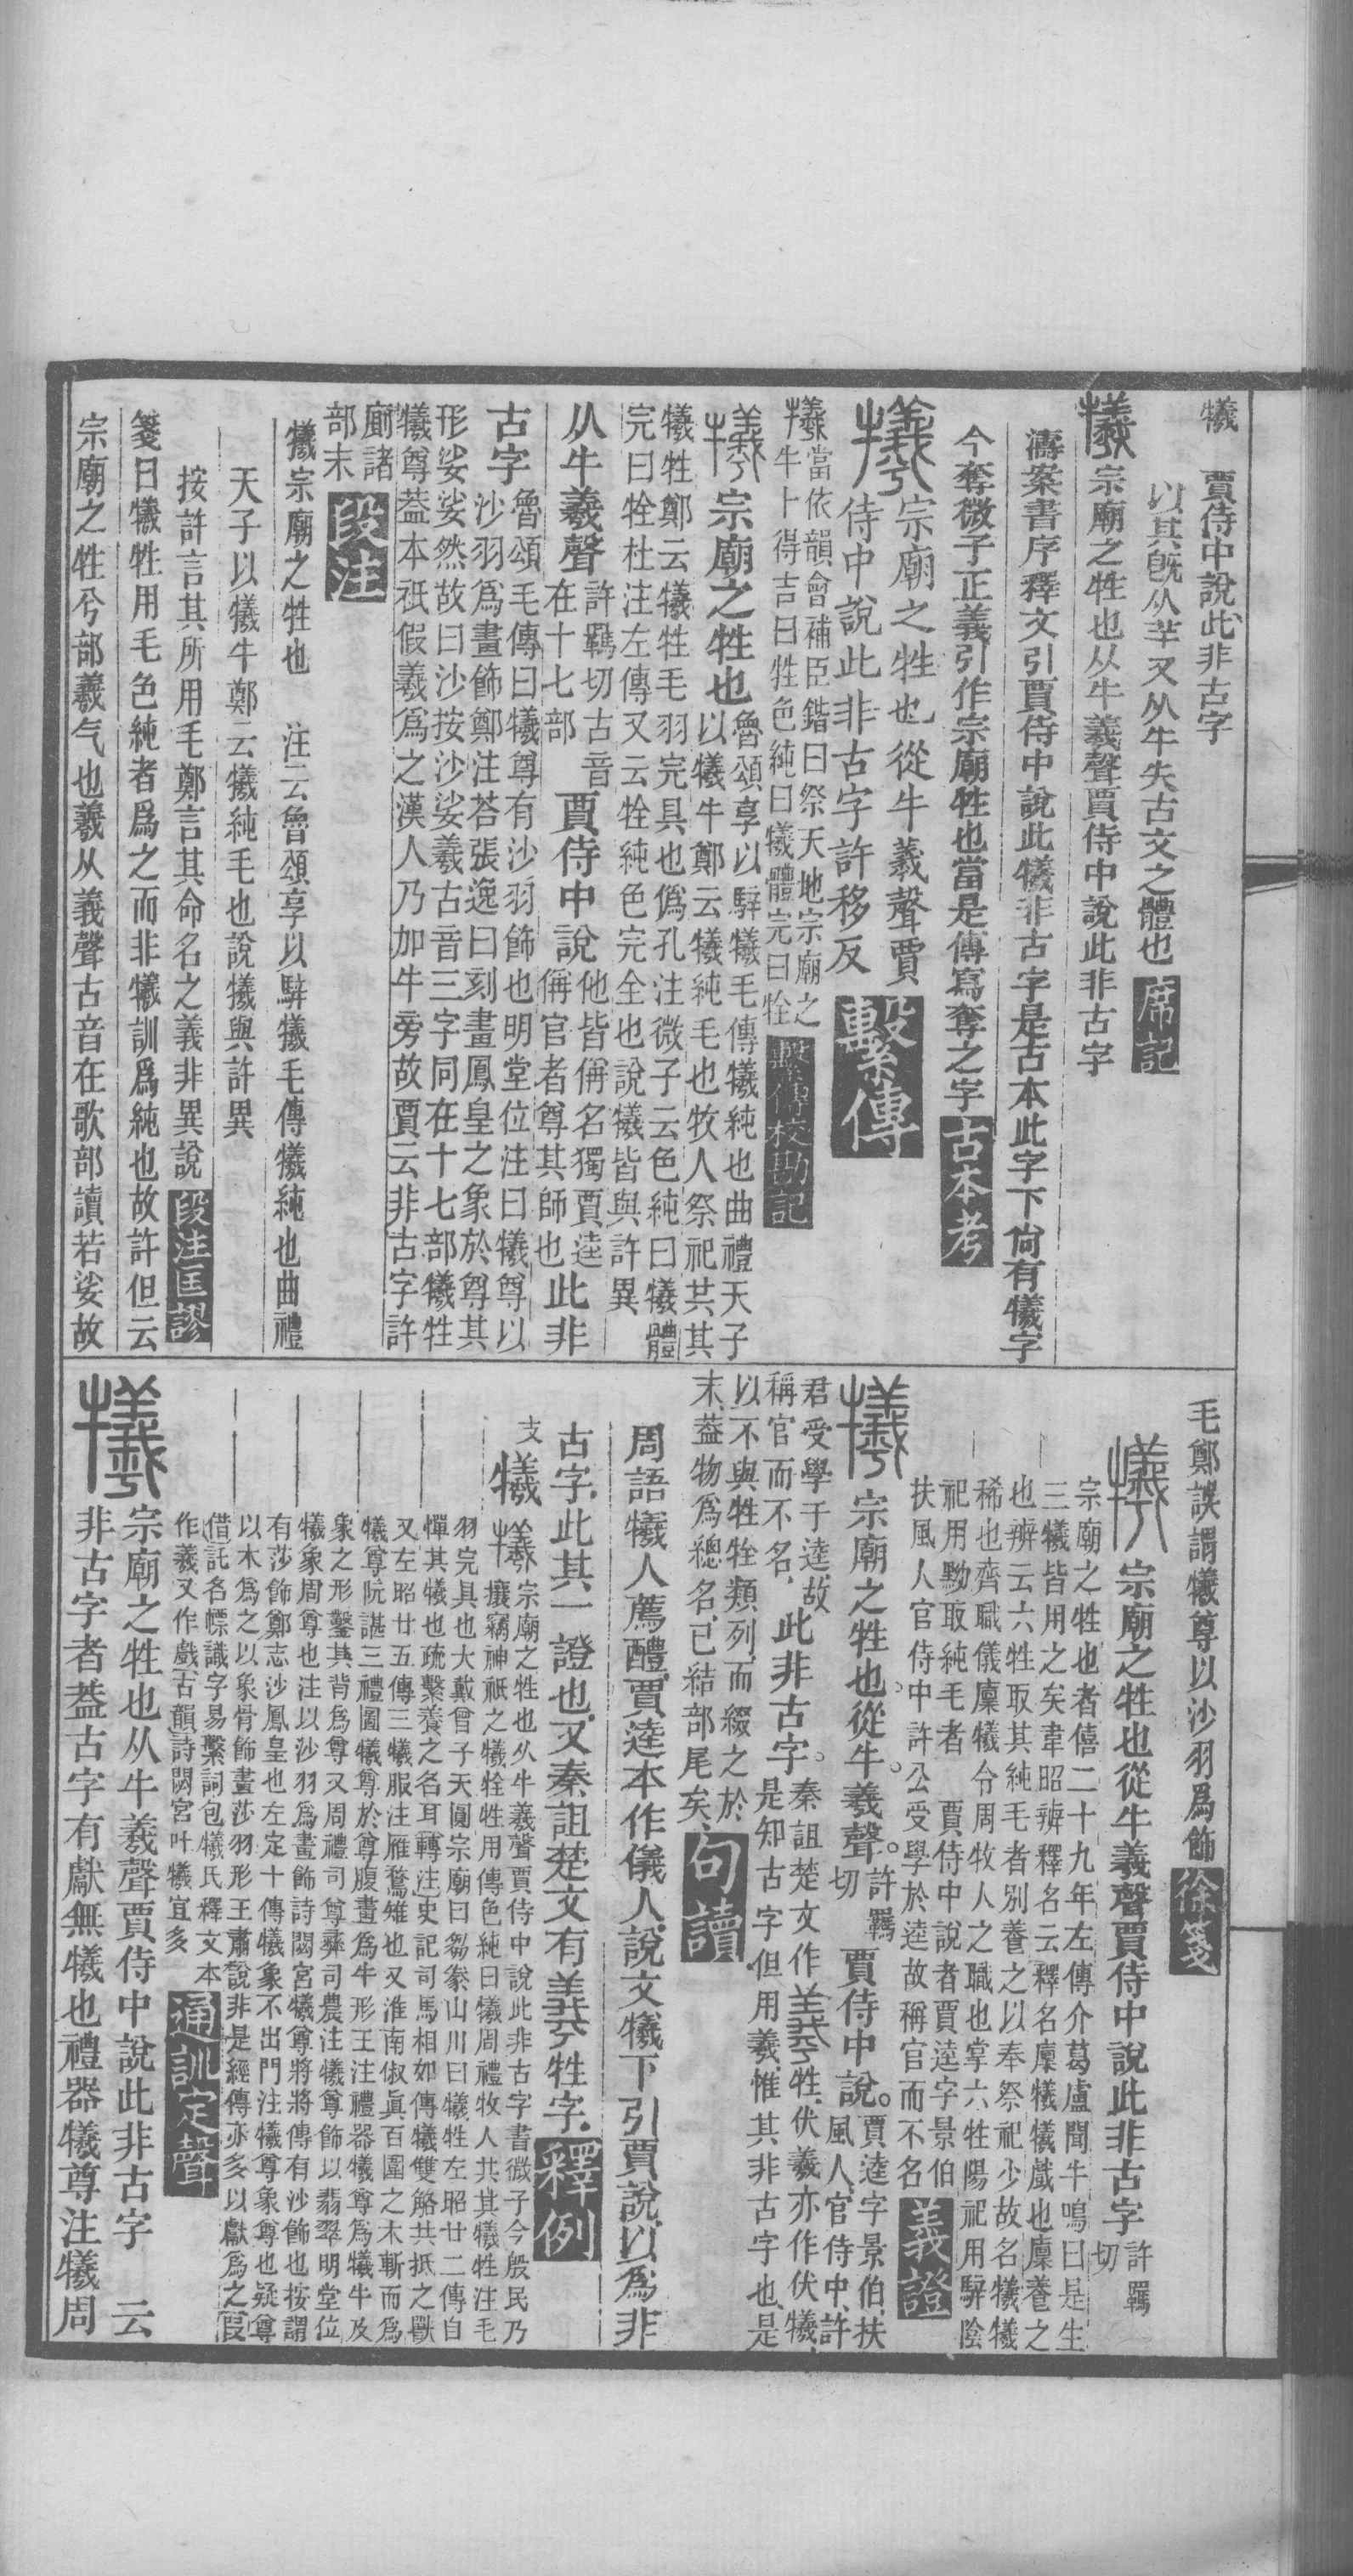 犧　賈侍中說此非古字
以其旣从芉又从牛失古文之體也 席記
犧 宗廟之牲也从牛羲聲賈侍中說此非古字
濤案書序釋文引賈侍中說此犧非古字是古本此字下尙有犧字
今奪微子正義引作宗廟牲也當是傳寫奪之字 古本考
犧 宗廟之牲也從牛羲聲賈
侍中說此非古字許移反 繫傳
羲當依韻會補臣鍇曰祭天地宗廟之
牛卜得吉曰牲色純曰犧體完曰牷 繫傳校勘記
犧 宗廟之牲也
魯頌享以騂犧毛傳犧純也曲禮天子
以犧牛鄭云犧純毛也牧人祭祀共其
犧牲鄭云犧牲毛羽完具也僞孔注微子云色純曰犧體
完曰牷杜注左傳又云牷純色完全也說犧皆與許異
从牛羲聲
許羈切古音
在十七部
賈侍中說
他皆偁名獨賈逵
偁官者尊其師也
此非
古字
魯頌毛傳曰犧尊有沙羽飾也明堂位注曰犧尊以
沙羽爲畫飾鄭注荅張逸曰刻畫鳳皇之象於尊其
形娑娑然故曰沙按沙娑羲古音三字同在十七部犧牲
犧尊葢本祇假羲爲之漢人乃加牛旁故賈云非古字許
廁諸
部末 段注
犧宗廟之牲也　注云魯頌享以騂犧毛傳犧純也曲禮
天子以犧牛鄭云犧純毛也說犧與許異
按許言其所用毛鄭言其命名之義非異說 段注匡謬
箋曰犧牲用毛色純者爲之而非犧訓爲純也故許但云
宗廟之牲兮部羲气也羲从義聲古音在歌部讀若娑故
毛鄭誤謂犧尊以沙羽爲飾 徐箋
犧 宗廟之牲也從牛羲聲賈侍中說此非古字
許羈
切
宗廟之牲也者僖二十九年左傳介葛盧聞牛鳴曰是生
三犧皆用之矣韋昭辨釋名云釋名廩犧犧戲也廩養之
也辨云六牲取其純毛者別養之以奉祭祀少故名犧犧
稀也齊職儀廩犧令周牧人之職也掌六牲陽祀用騂陰
祀用黝取純毛者　賈侍中說者賈逵字景伯
扶風人官侍中許公受學於逵故稱官而不名 義證
犧 宗廟之牲也。從牛。羲聲。
許羈
切
賈侍中說。
賈逵字景伯扶
風人官侍中許
君受學于逵故
稱官而不名
此非古字。
秦詛楚文作羲牲伏羲亦作伏犧
是知古字但用羲惟其非古字也是
以不與牲牷類列而綴之於
末葢物爲總名已結部尾矣 句讀
周語犧人薦醴賈逵本作儀人說文犧下引賈說以爲非
古字此其一證也又秦詛楚文有羲牲字 釋例
支
犧 犧宗廟之牲也从牛羲聲賈侍中說此非古字書微子今殷民乃
攘竊神祇之犧牷牲用傳色純曰犧周禮牧人共其犧牲注毛
羽完具也大戴曾子天圓宗廟曰芻豢山川曰犧牲左昭廿二傳自
憚其犧也疏繫養之名耳轉注史記司馬相如傳犧雙觡共抵之獸
又左昭廿五傳三犧服注雁鶩雉也又淮南俶眞百圍之木斬而爲
犧尊阮諶三禮圖犧尊於尊腹畫爲牛形王注禮器犧尊爲犧牛及
象之形鑿其背爲尊又周禮司尊彝司農注犧尊飾以翡翠明堂位
犧象周尊也注以沙羽爲畫飾詩閟宮犧尊將將傳有沙飾也按謂
有莎飾鄭志沙鳳皇也左定十傳犧象不出門注犧尊象尊也疑尊
以木爲之以象骨飾畫莎羽形王肅說非是經傳亦多以獻爲之叚
借託名幖識字易繫詞包犧氏釋文本
作羲又作戲古韻詩閟宮叶犧宜多 通訓定聲
犧 宗廟之牲也从牛羲聲賈侍中說此非古字　云
非古字者葢古字有獻無犧也禮器犧尊注犧周